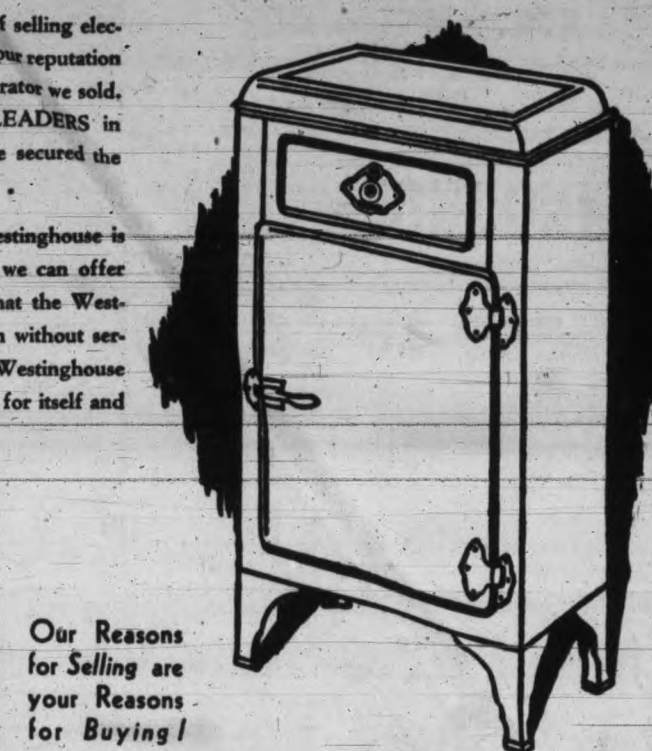 f selling elec-
our reputation
rator we sold.
LEADERS in
e secured the
estinghouse is
we can offer
hat the West-
n without ser-
Westinghouse
for itself and
Our Reasons
for Selling are
your Reasons
for Buying!